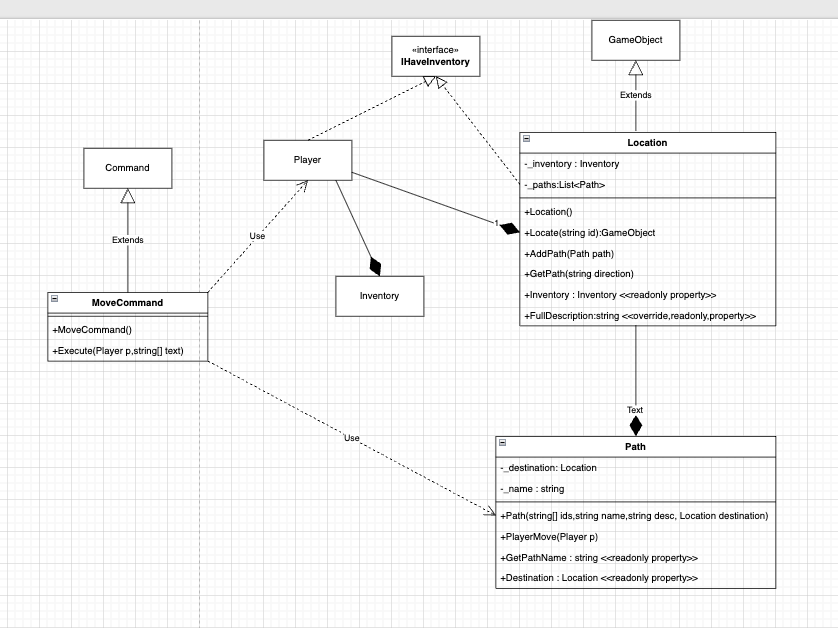 «interface»
IHaveInventory
GameObject
Extends
Location
-_inventory : Inventory
-_paths:List<Path>
+Location()
+Locate(string id):GameObject
+AddPath(Path path)
+GetPath(string direction)
+Inventory : Inventory <<readonly property>>
+FullDescription:string <<override,readonly,property>>
Player
Command
Extends
Use
1
Inventory
MoveCommand
+MoveCommand()
+Execute(Player p,string[] text)
Use
Text
Path
-_destination: Location
-_name : string
+Path(string[] ids,string name,string desc, Location destination)
+PlayerMove(Player p)
+GetPathName : string <<readonly property>>
+Destination : Location <<readonly property>>